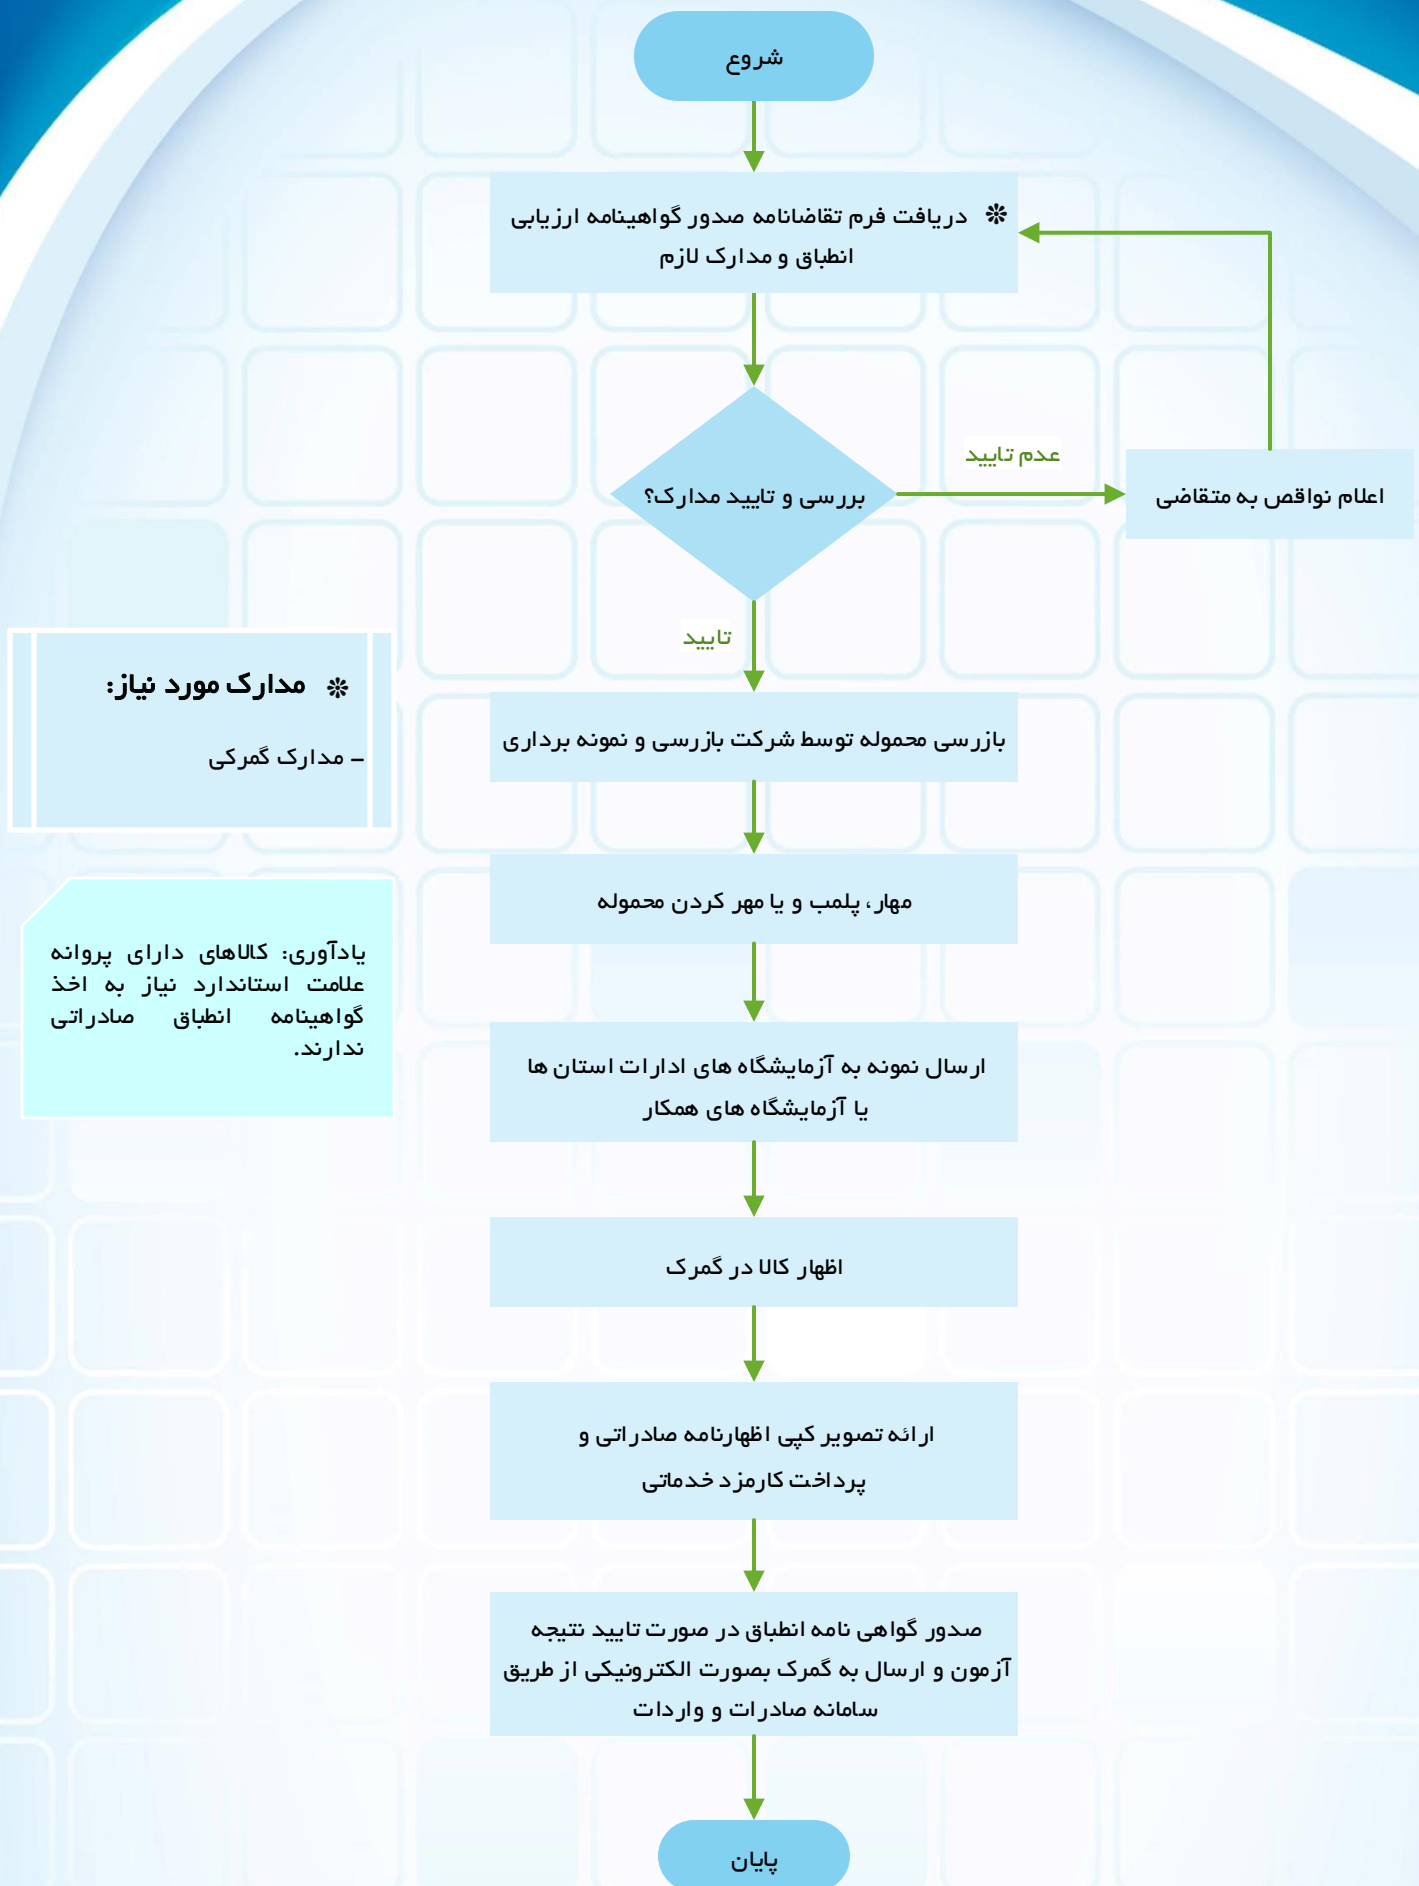 شروع
❊ دریافت فرم تقاضانامه صدور گواهینامه ارزیابی
انطباق و مدارک لازم
بررسی و تایید مدارک؟
عدم تایید
اعلام نواقص به متقاضی
تایید
بازرسی محموله توسط شرکت بازرسی و نمونه برداری
❊ مدارک مورد نیاز:
– مدارک گمرکی
مهار، پلمب و یا مهر کردن محموله
یادآوری: کالاهای دارای پروانه
علامت استاندارد نیاز به اخذ
گواهینامه انطباق صادراتی
ندارند.
ارسال نمونه به آزمایشگاه های ادارات استان ها
یا آزمایشگاه های همکار
اظهار کالا در گمرک
ارائه تصویر کپی اظهارنامه صادراتی و
پرداخت کارمزد خدماتی
صدور گواهی نامه انطباق در صورت تایید نتیجه
آزمون و ارسال به گمرک بصورت الکترونیکی از طریق
سامانه صادرات و واردات
پایان